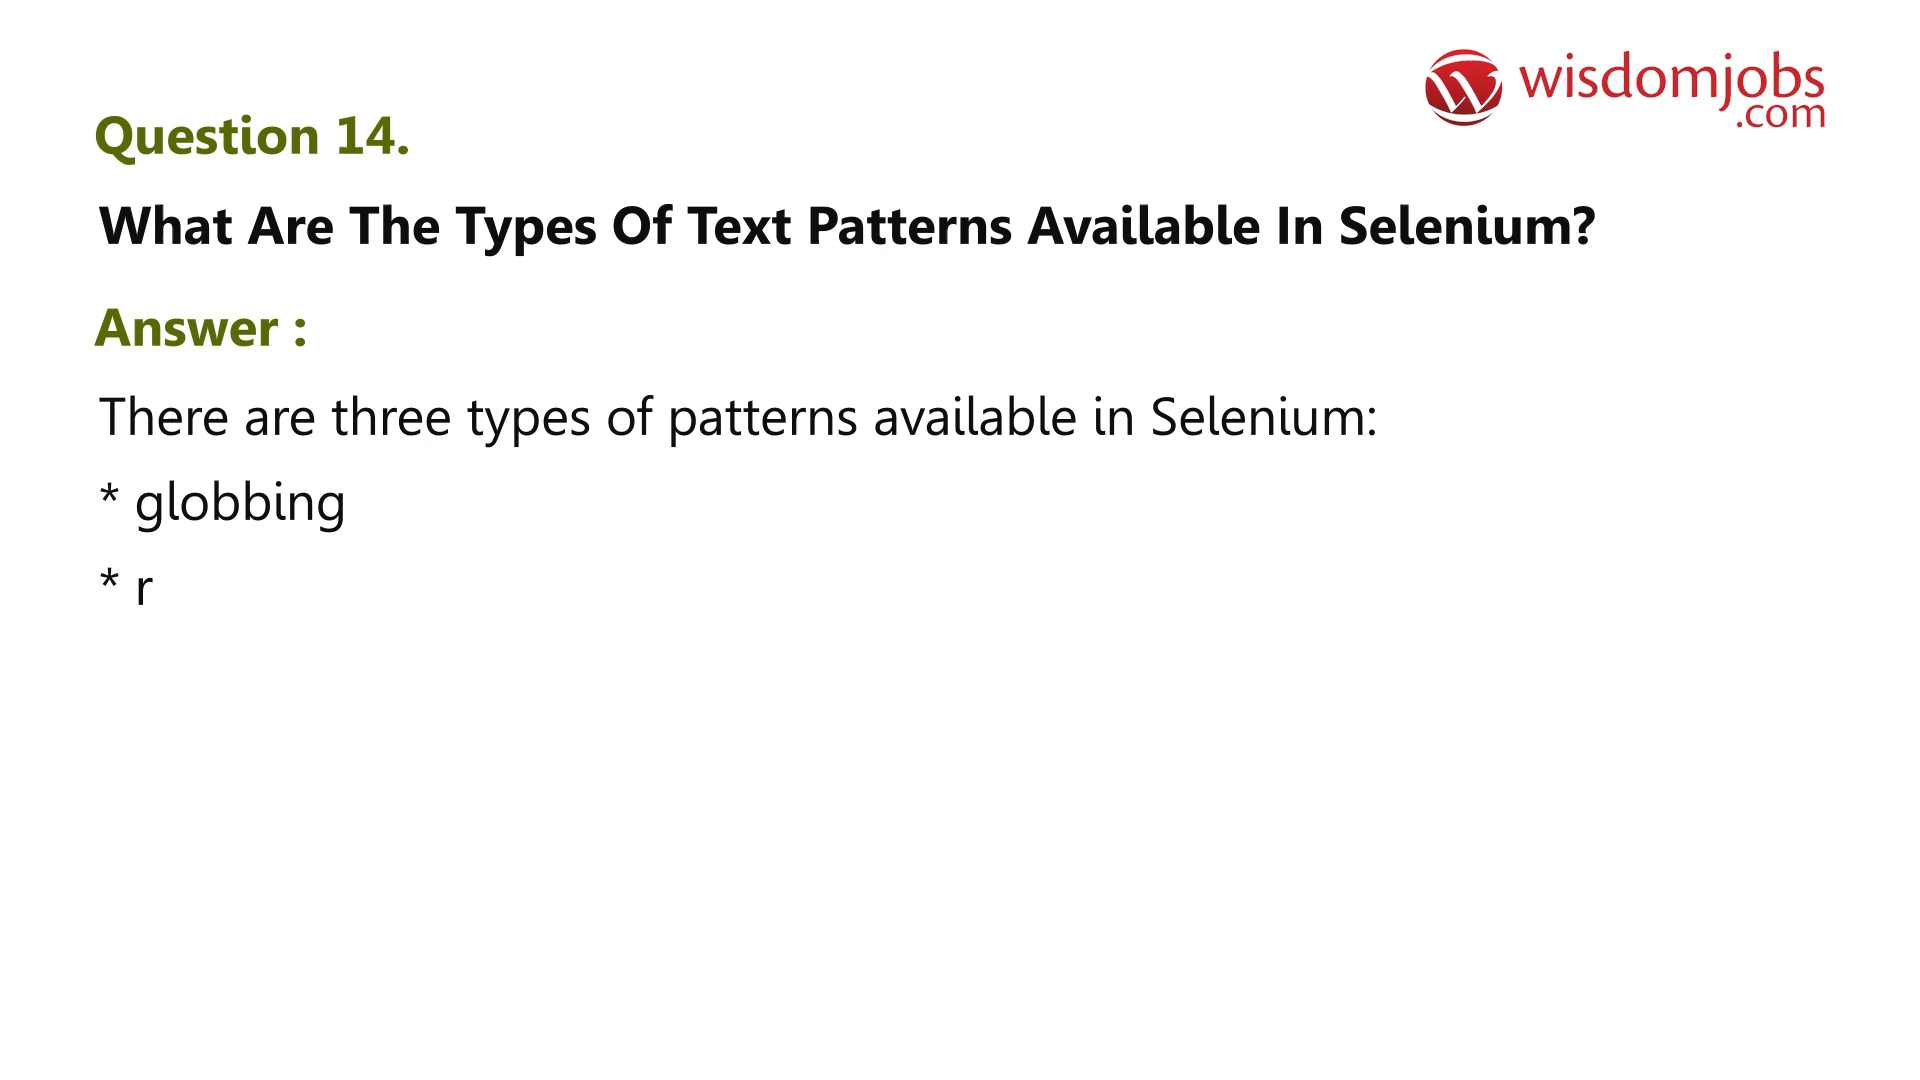 wisdomjobs
.com
Question 14.
What Are The Types Of Text Patterns Available In Selenium?
Answer :
There are three types of patterns available in Selenium:
* globbing
* r